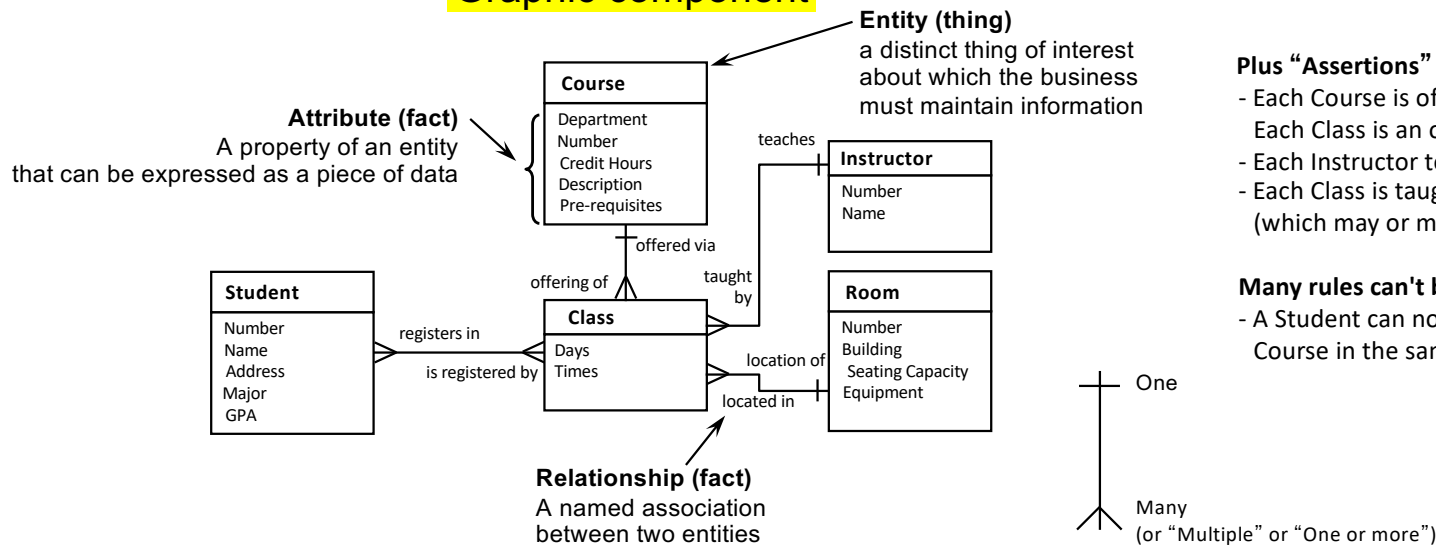 Graphic component
Entity (thing)
a distinct thing of interest
about which the business
must maintain information
Course
Department
Number
Credit Hours
Description
Pre-requisites
Attribute (fact)
A property of an entity
that can be expressed as a piece of data
teaches
Instructor
Number
Name
offered via
offering of
taught
by
Student
Number
Name
Address
Major
GPA
registers in
is registered by
Class
Days
Times
location of
located in
Room
Number
Building
Seating Capacity
Equipment
Relationship (fact)
A named association
between two entities
Plus “Assertions”
- Each Course is of
Each Class is an
- Each Instructor
- Each Class is
(which may or
Many rules can't
- A Student can
Course in the
One
Many
(or “Multiple” or “One or more”)